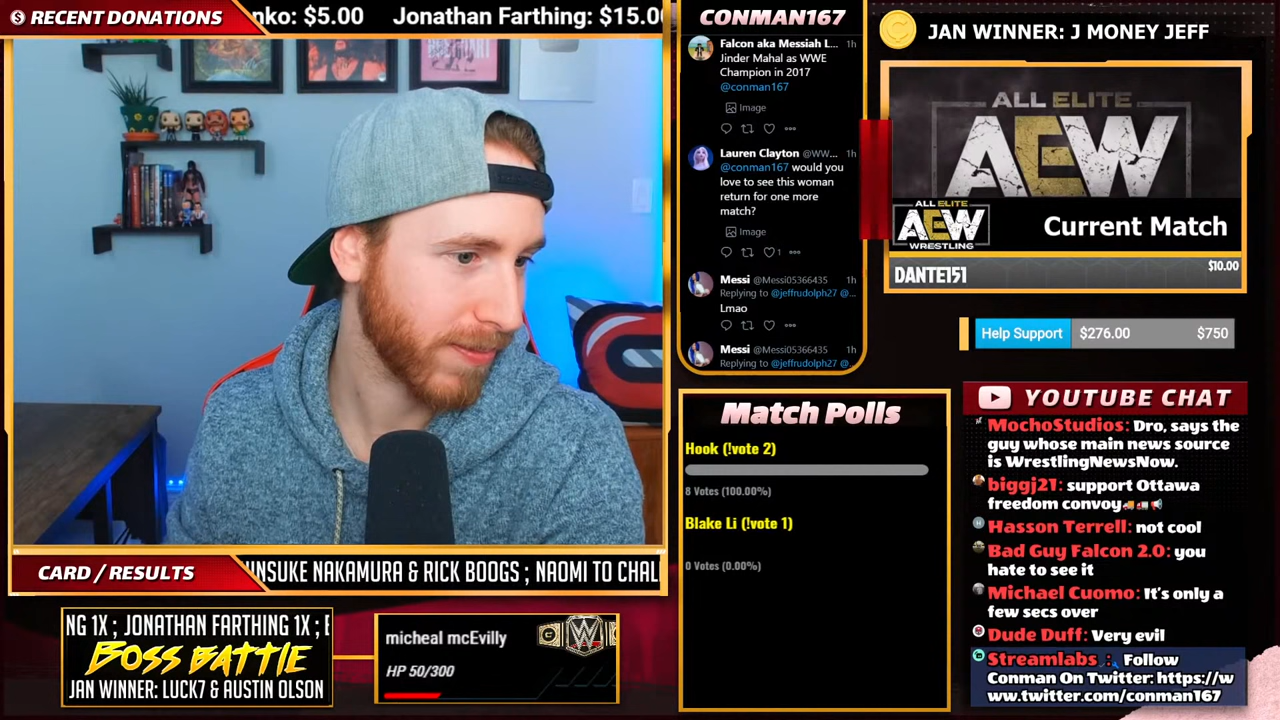 RECENT DONATIONS
nko: $5.00 Jonathan Farthing: $15.00
CONMAN167
Falcon aka Messiah L... 1h
Jinder Mahal as WWE
Champion in 2017
@conman167
Image
Lauren Clayton @WW... 1h
@conman167 would you
love to see this woman
return for one more
match?
Image
1
Messi @Messi05366435 1h
Replying to @jeffrudolph27 @...
Lmao
Messi @Messi05366435 1h
Replying to @jeffrudolph27 @...
JAN WINNER: J MONEY JEFF
ALL ELITE
AEW
ALL ELITE
AEW
WRESTLING
Current Match
DANTE151
$10.00
Help Support $276.00 $750
Match Polls
Hook (!vote 2)
8 Votes (100.00%)
Blake Li (!vote 1)
0 Votes (0.00%)
YOUTUBE CHAT
MochoStudios: Dro, says the
guy whose main news source
is WrestlingNewsNow.
biggj21: support Ottawa
freedom convoy
Hasson Terrell: not cool
Bad Guy Falcon 2.0: you
hate to see it
Michael Cuomo: It's only a
few secs over
Dude Duff: Very evil
Streamlabs : Follow
Conman On Twitter: https://w
ww.twitter.com/conman167
CARD / RESULTS
UNSUKE NAKAMURA & RICK BOOGS ; NAOMI TO CHAL
NG 1X ; JONATHAN FARTHING 1X ; E
BOSS BATTLE
JAN WINNER: LUCK7 & AUSTIN OLSON
micheal mcEvilly
HP 50/300